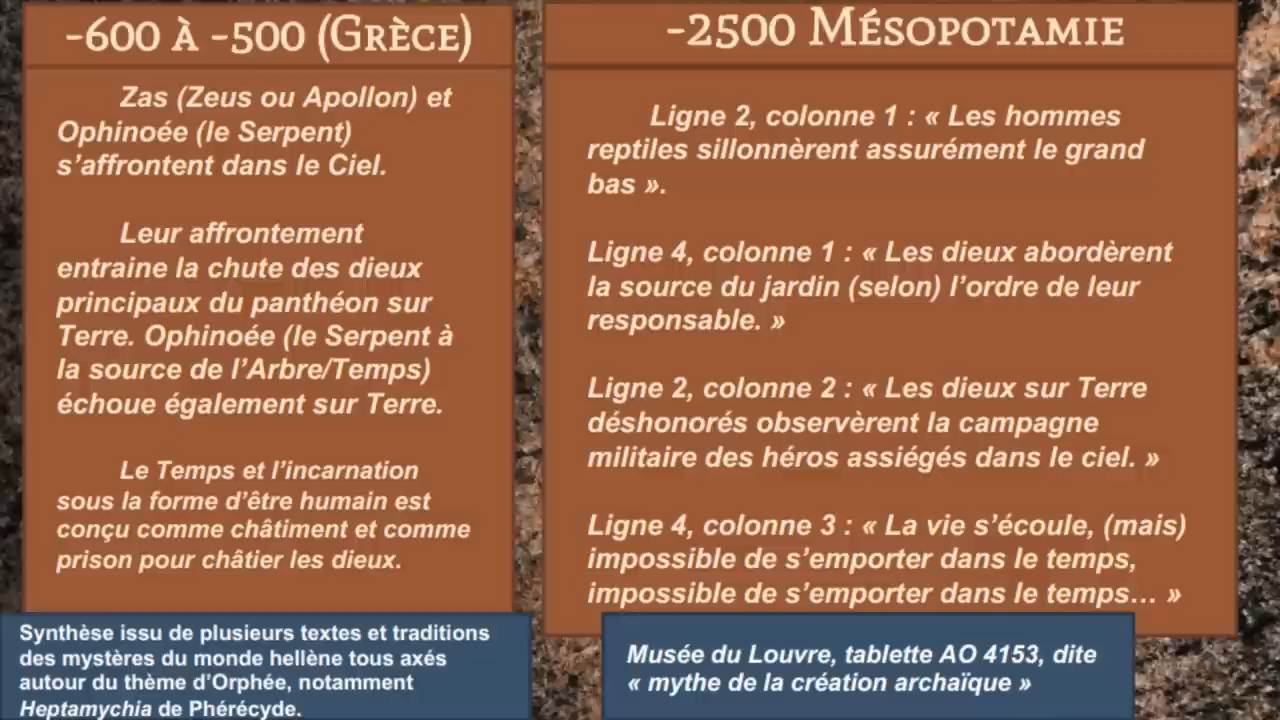 -600 À -500 (GRÈCE)
Zas (Zeus ou Apollon) et
Ophinoée (le Serpent)
s'affrontent dans le Ciel.
Leur affrontement
entraine la chute des dieux
principaux du panthéon sur
Terre. Ophinoée (le Serpent à
la source de l'Arbre/Temps)
échoue également sur Terre.
Le Temps et l'incarnation
sous la forme d'être humain est
conçu comme châtiment et comme
prison pour châtier les dieux.
Synthèse issu de plusieurs textes et traditions
des mystères du monde hellène tous axés
autour du thème d'Orphée, notamment
Heptamychia de Phérécyde.
-2500 MÉSOPOTAMIE
Ligne 2, colonne 1 : « Les hommes
reptiles sillonnèrent assurément le grand
bas ».
Ligne 4, colonne 1 : « Les dieux abordèrent
la source du jardin (selon) l'ordre de leur
responsable. »
Ligne 2, colonne 2 : « Les dieux sur Terre
déshonorés observèrent la campagne
militaire des héros assiégés dans le ciel. »
Ligne 4, colonne 3 : « La vie s'écoule, (mais)
impossible de s'emporter dans le temps,
impossible de s'emporter dans le temps... »
Musée du Louvre, tablette AO 4153, dite
« mythe de la création archaïque »